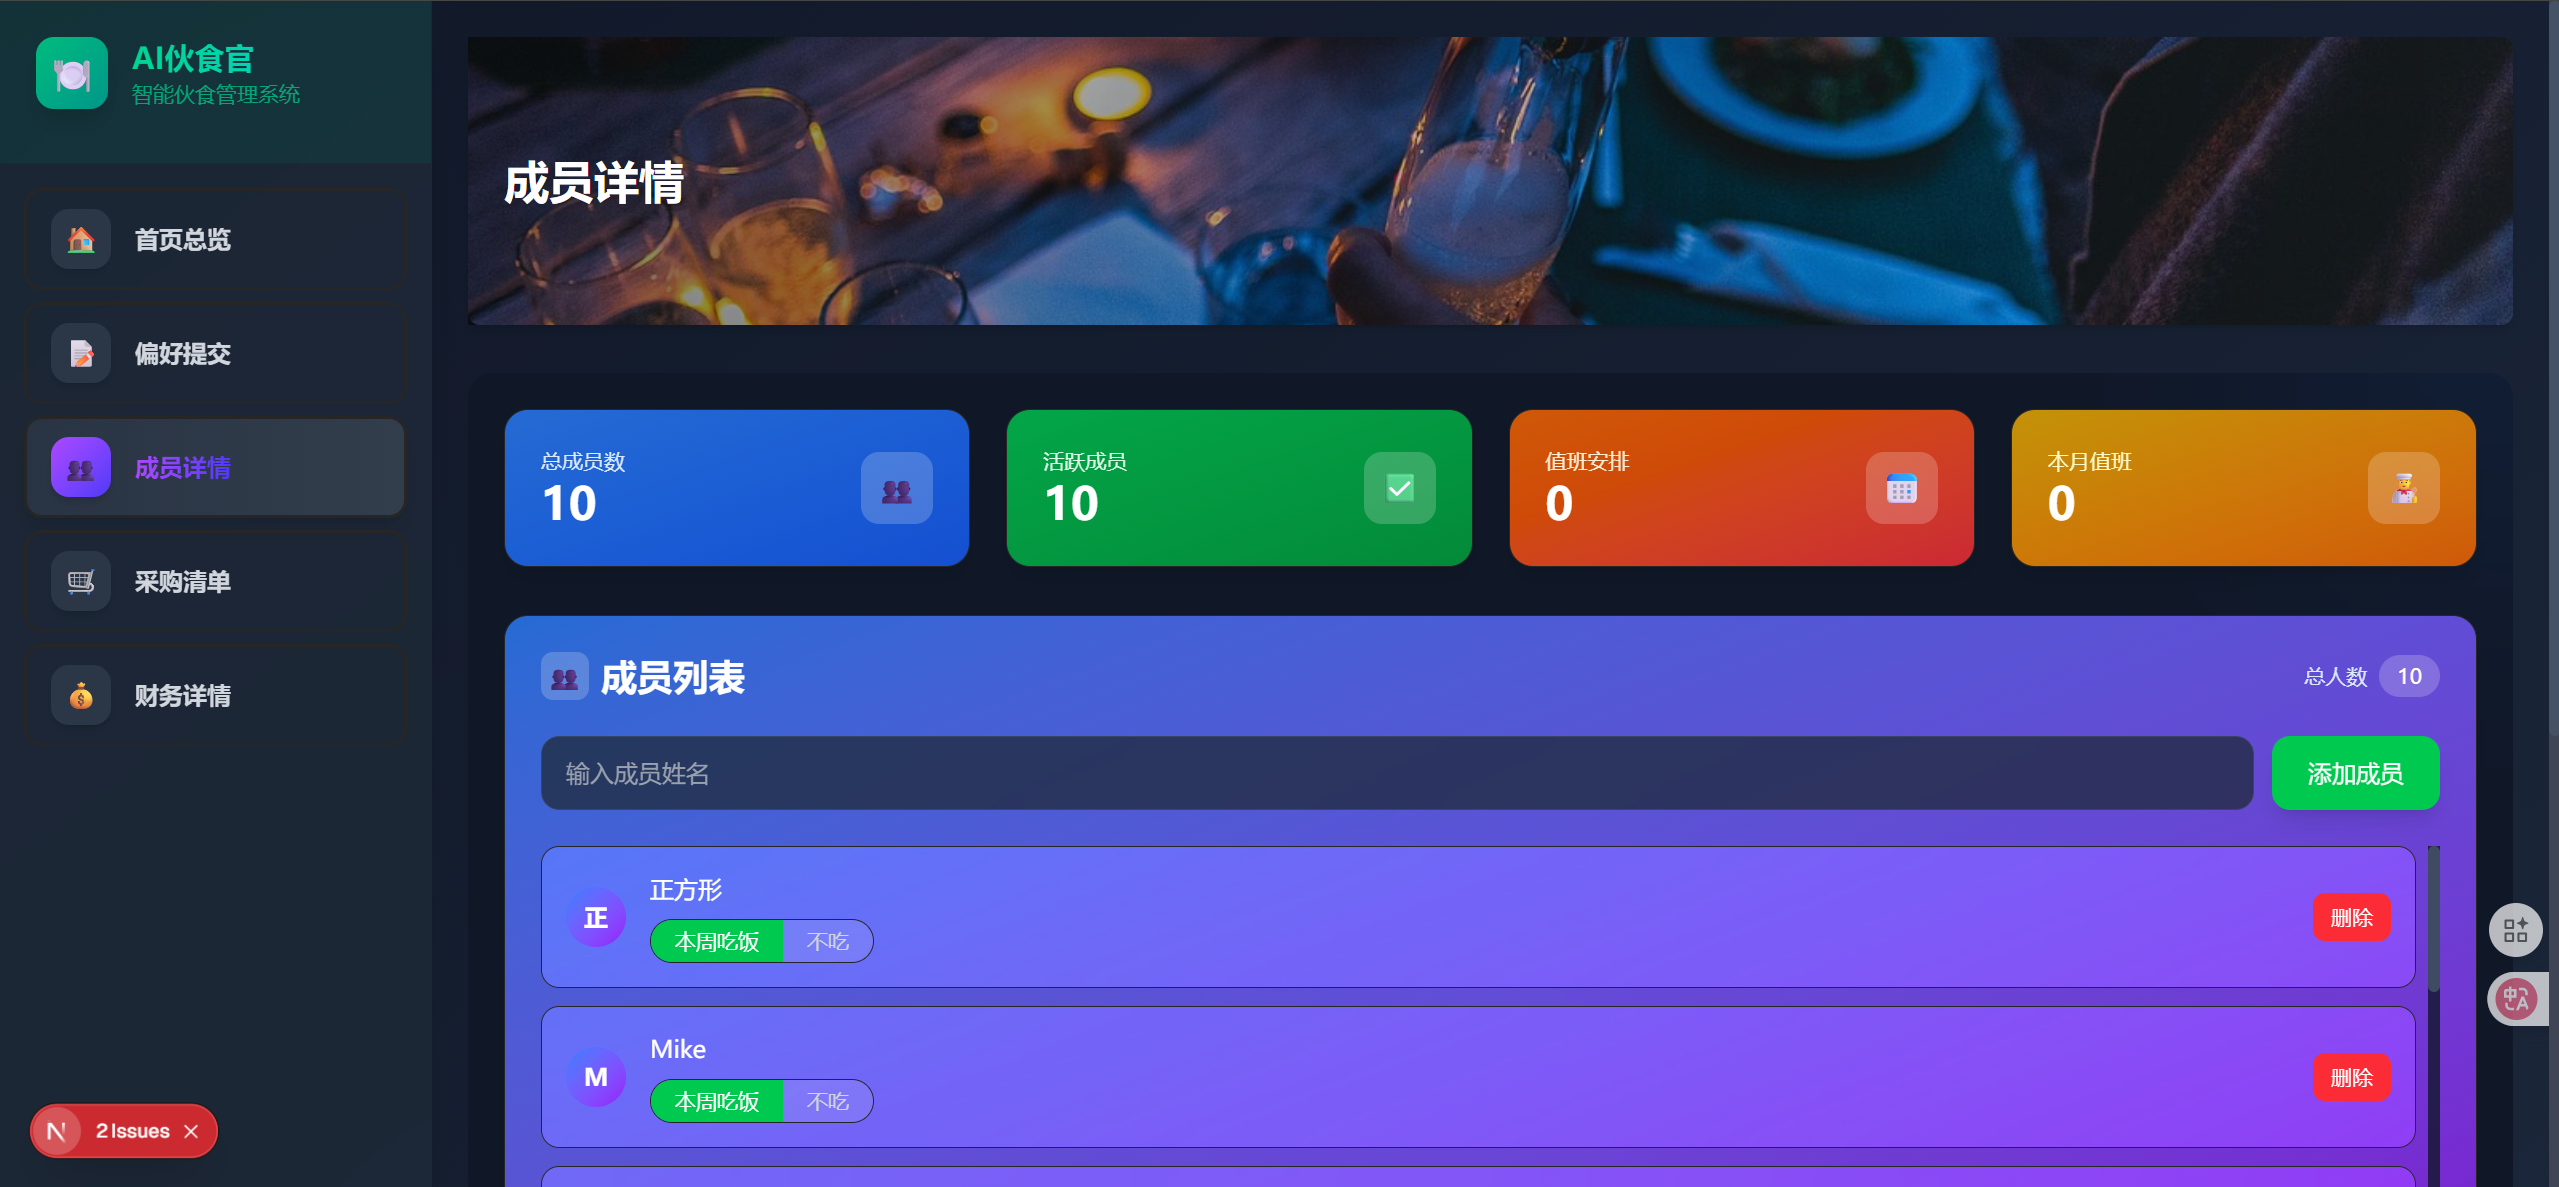 AI伙食官
智能伙食管理系统
首页总览
偏好提交
成员详情
采购清单
财务详情
2 Issues
成员详情
总成员数
10
活跃成员
10
值班安排
0
本月值班
0
成员列表
总人数 10
输入成员姓名
添加成员
正
正方形
本周吃饭 不吃
删除
M
Mike
本周吃饭 不吃
删除